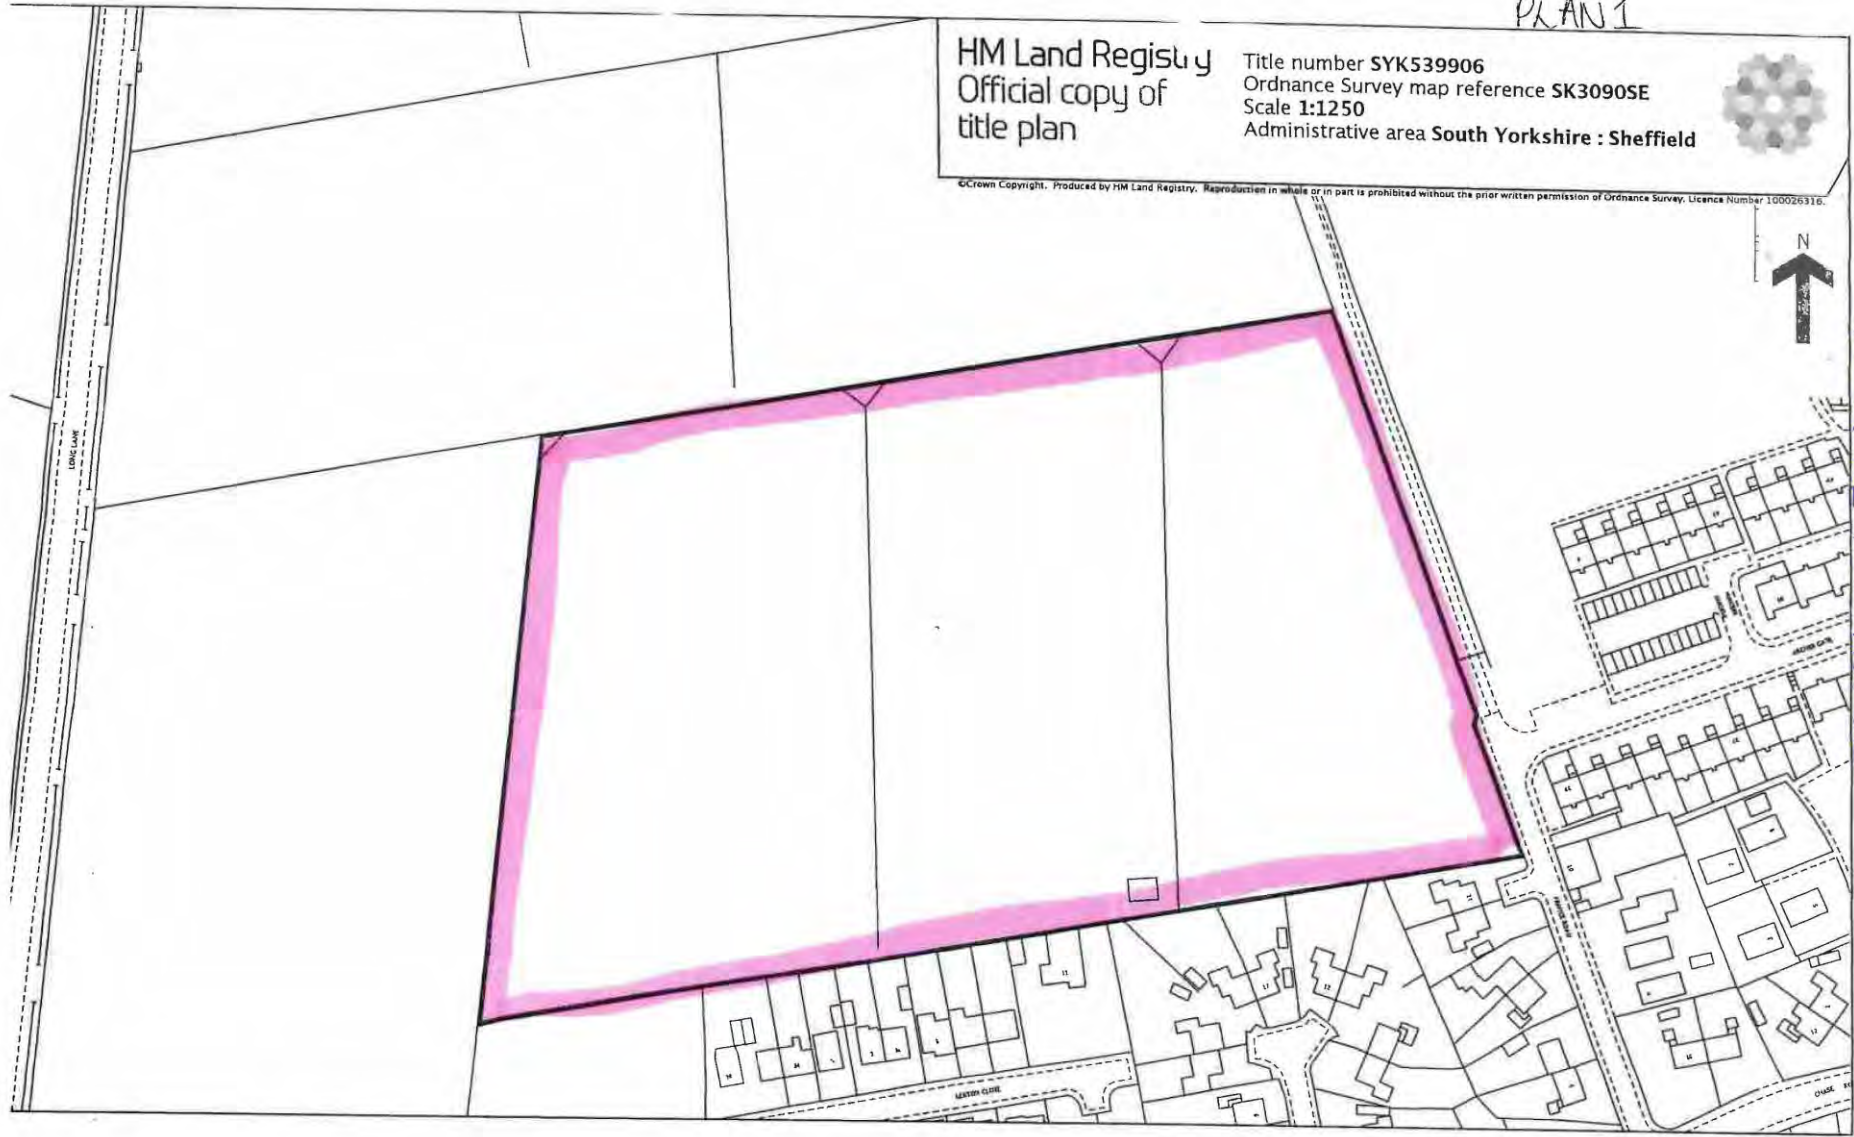 PLAN 1
HM Land Registry
Official copy of
title plan
Title number SYK539906
Ordnance Survey map reference SK3090SE
Scale 1:1250
Administrative area South Yorkshire : Sheffield
©Crown Copyright. Produced by HM Land Registry. Reproduction in whole or in part is prohibited without the prior written permission of Ordnance Survey. Licence Number 100026316.
N
LONG LANE